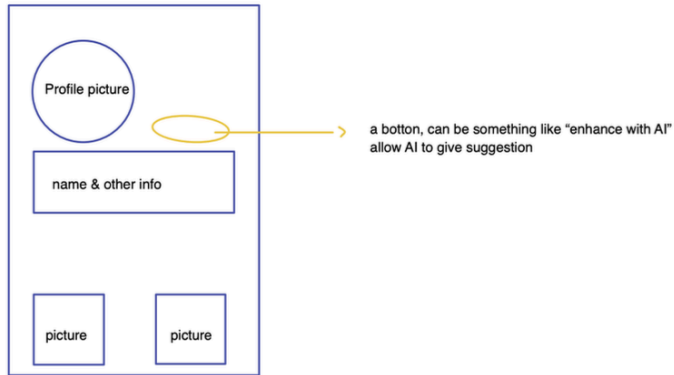 Profile picture
a botton, can be something like “enhance with AI”
allow AI to give suggestion
name & other info
picture
picture